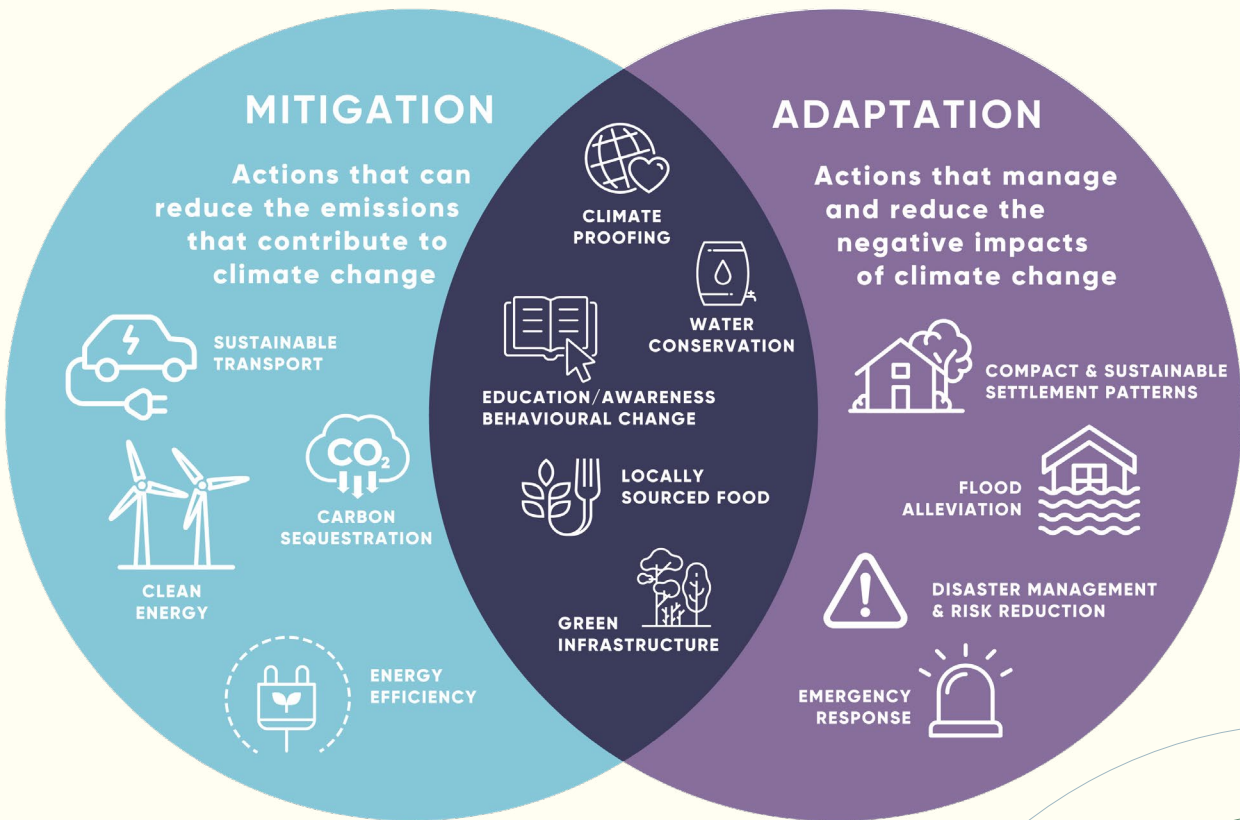 MITIGATION
Actions that can
reduce the emissions
that contribute to
climate change
SUSTAINABLE
TRANSPORT
CO₂
CARBON
SEQUESTRATION
CLEAN
ENERGY
ENERGY
EFFICIENCY
CLIMATE
PROOFING
WATER
CONSERVATION
EDUCATION/AWARENESS
BEHAVIOURAL CHANGE
LOCALLY
SOURCED FOOD
GREEN
INFRASTRUCTURE
ADAPTATION
Actions that manage
and reduce the
negative impacts
of climate change
COMPACT & SUSTAINABLE
SETTLEMENT PATTERNS
FLOOD
ALLEVIATION
DISASTER MANAGEMENT
& RISK REDUCTION
EMERGENCY
RESPONSE